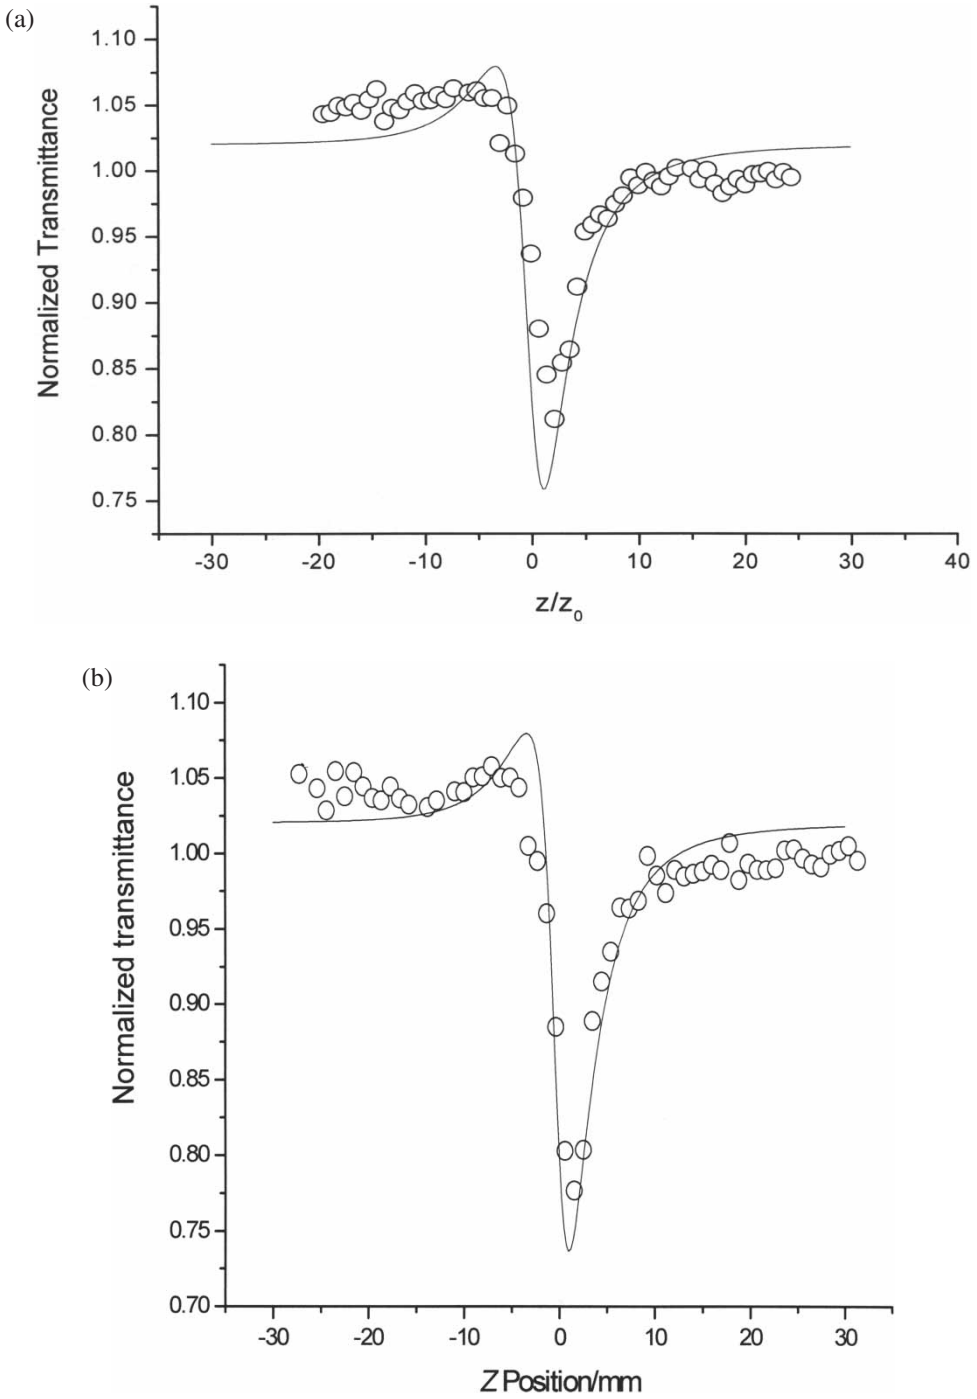 (a)
1.10
1.05
1.00
0.95
0.90
0.85
0.80
0.75
Normalized Transmittance
-30 -20 -10 0 10 20 30 40
z/z0
(b)
1.10
1.05
1.00
0.95
0.90
0.85
0.80
0.75
0.70
Normalized transmittance
-30 -20 -10 0 10 20 30
Z Position/mm